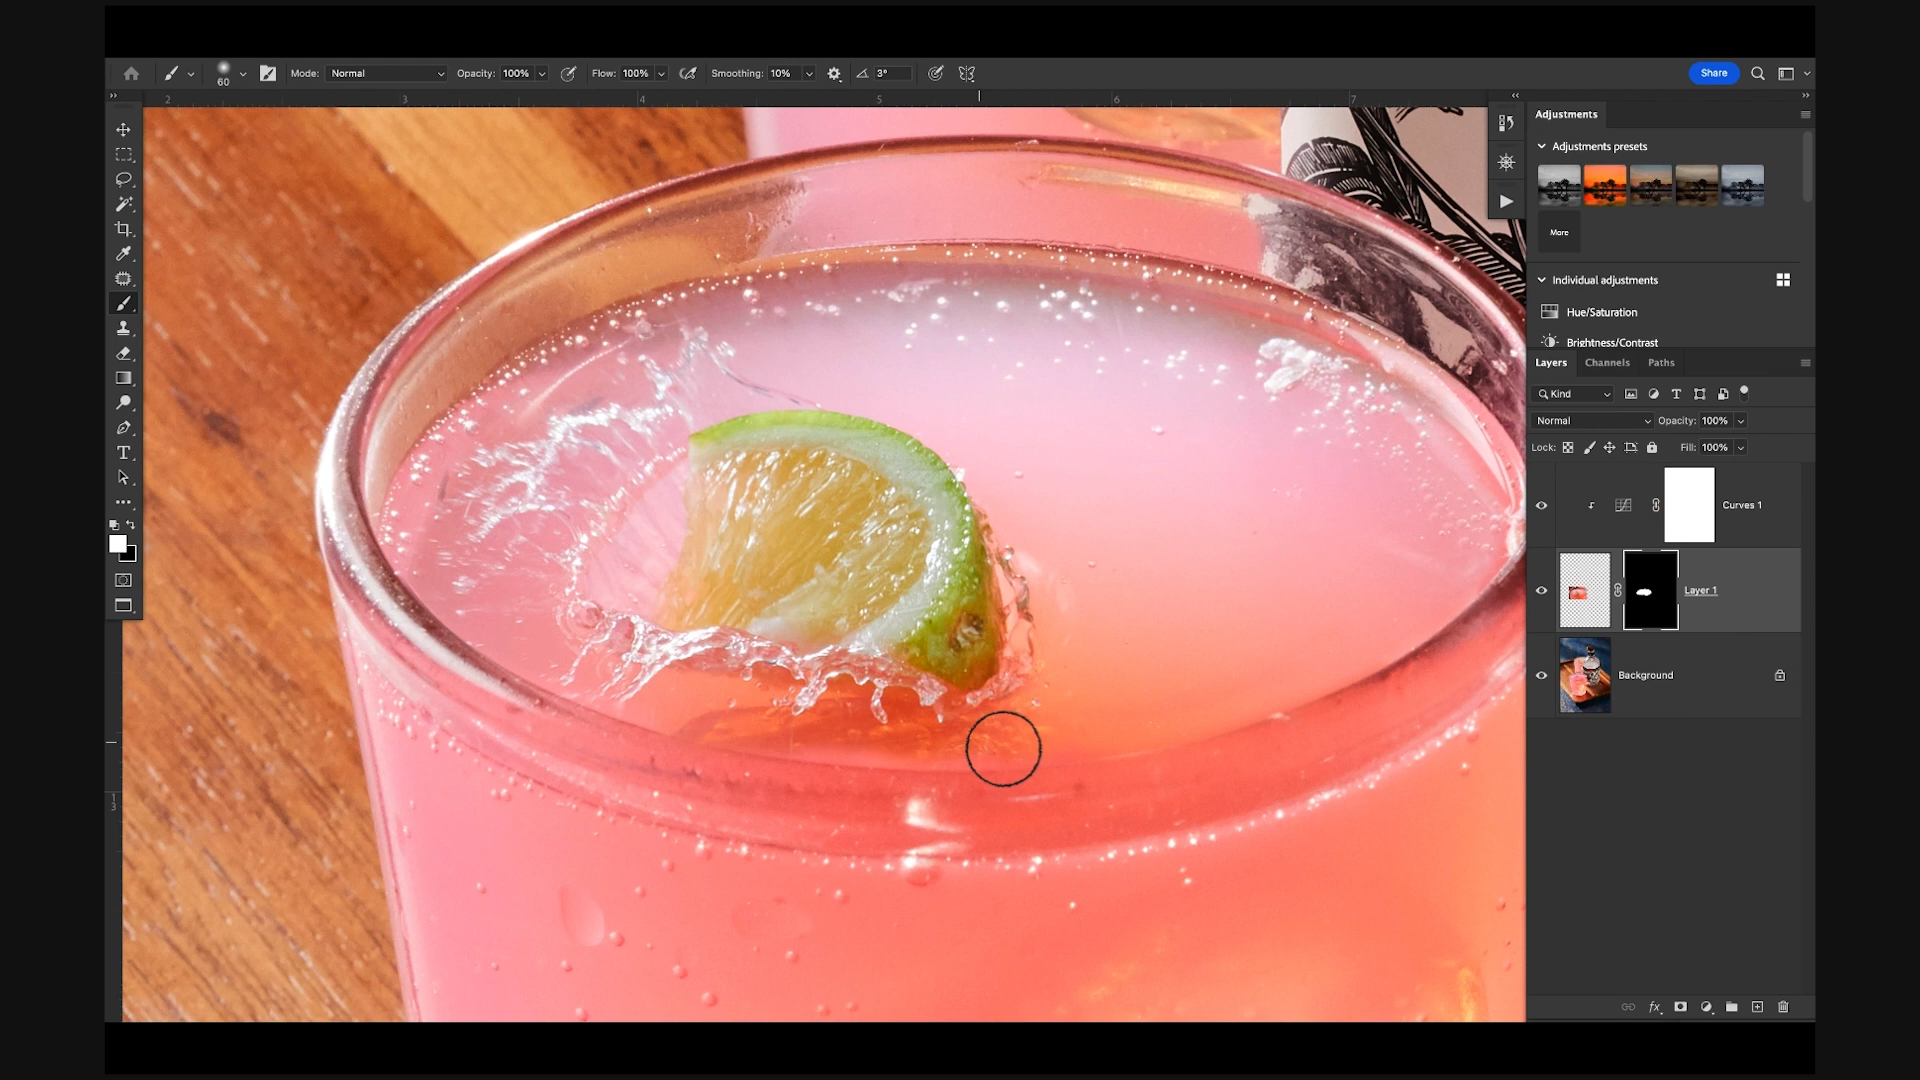 60
Mode: Normal
Opacity: 100%
Flow: 100%
Smoothing: 10%
3°
Share
2 3 4 5 6 7
1
3
Adjustments
Adjustments presets
More
Individual adjustments
Hue/Saturation
Brightness/Contrast
Layers Channels Paths
Kind
Normal
Opacity: 100%
Lock:
Fill: 100%
Curves 1
Layer 1
Background